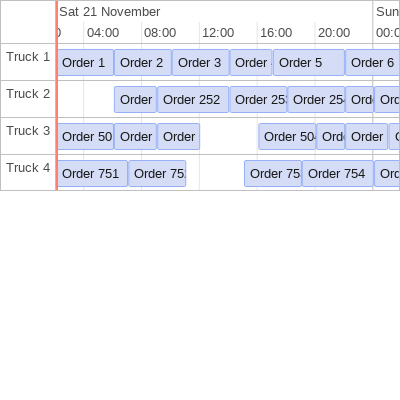 Sat 21 November Sun
0 04:00 08:00 12:00 16:00 20:00 00:0
Truck 1 Order 1 Order 2 Order 3 Order Order 5 Order 6
Truck 2 Order Order 252 Order 253 Order 254 Ord Ord
Truck 3 Order 50 Order Order Order 504 Ord Order
Truck 4 Order 751 Order 75 Order 75 Order 754 Ord